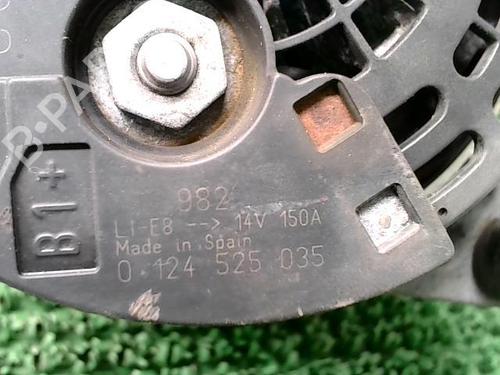 B1+
982
LI-E8 --> 14V 150A
Made in Spain
0 124 525 035